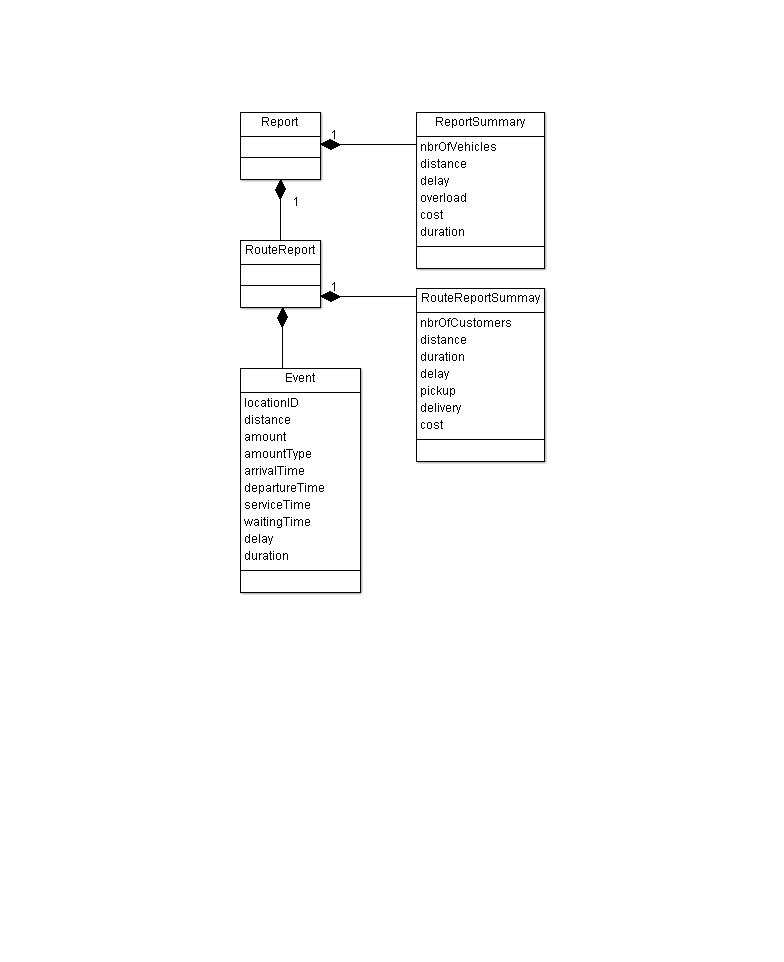 Report
1
ReportSummary
nbrOfVehicles
distance
delay
overload
cost
duration
1
RouteReport
1
RouteReportSummay
nbrOfCustomers
distance
duration
delay
pickup
delivery
cost
Event
locationID
distance
amount
amountType
arrivalTime
departureTime
serviceTime
waitingTime
delay
duration